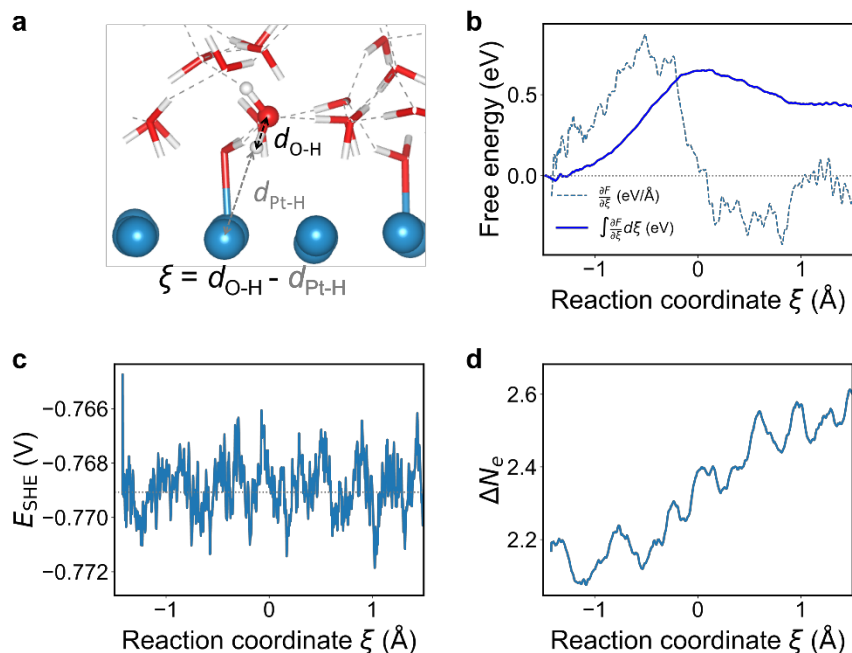 a
d_O-H
d_Pt-H
ξ = d_O-H - d_Pt-H
b
Free energy (eV)
0.5
0.0
∂F/∂ξ (eV/Å)
∫∂F/∂ξ dξ (eV)
−1
0
1
Reaction coordinate ξ (Å)
c
E_SHE (V)
−0.766
−0.768
−0.770
−0.772
−1
0
1
Reaction coordinate ξ (Å)
d
ΔN_e
2.6
2.4
2.2
−1
0
1
Reaction coordinate ξ (Å)